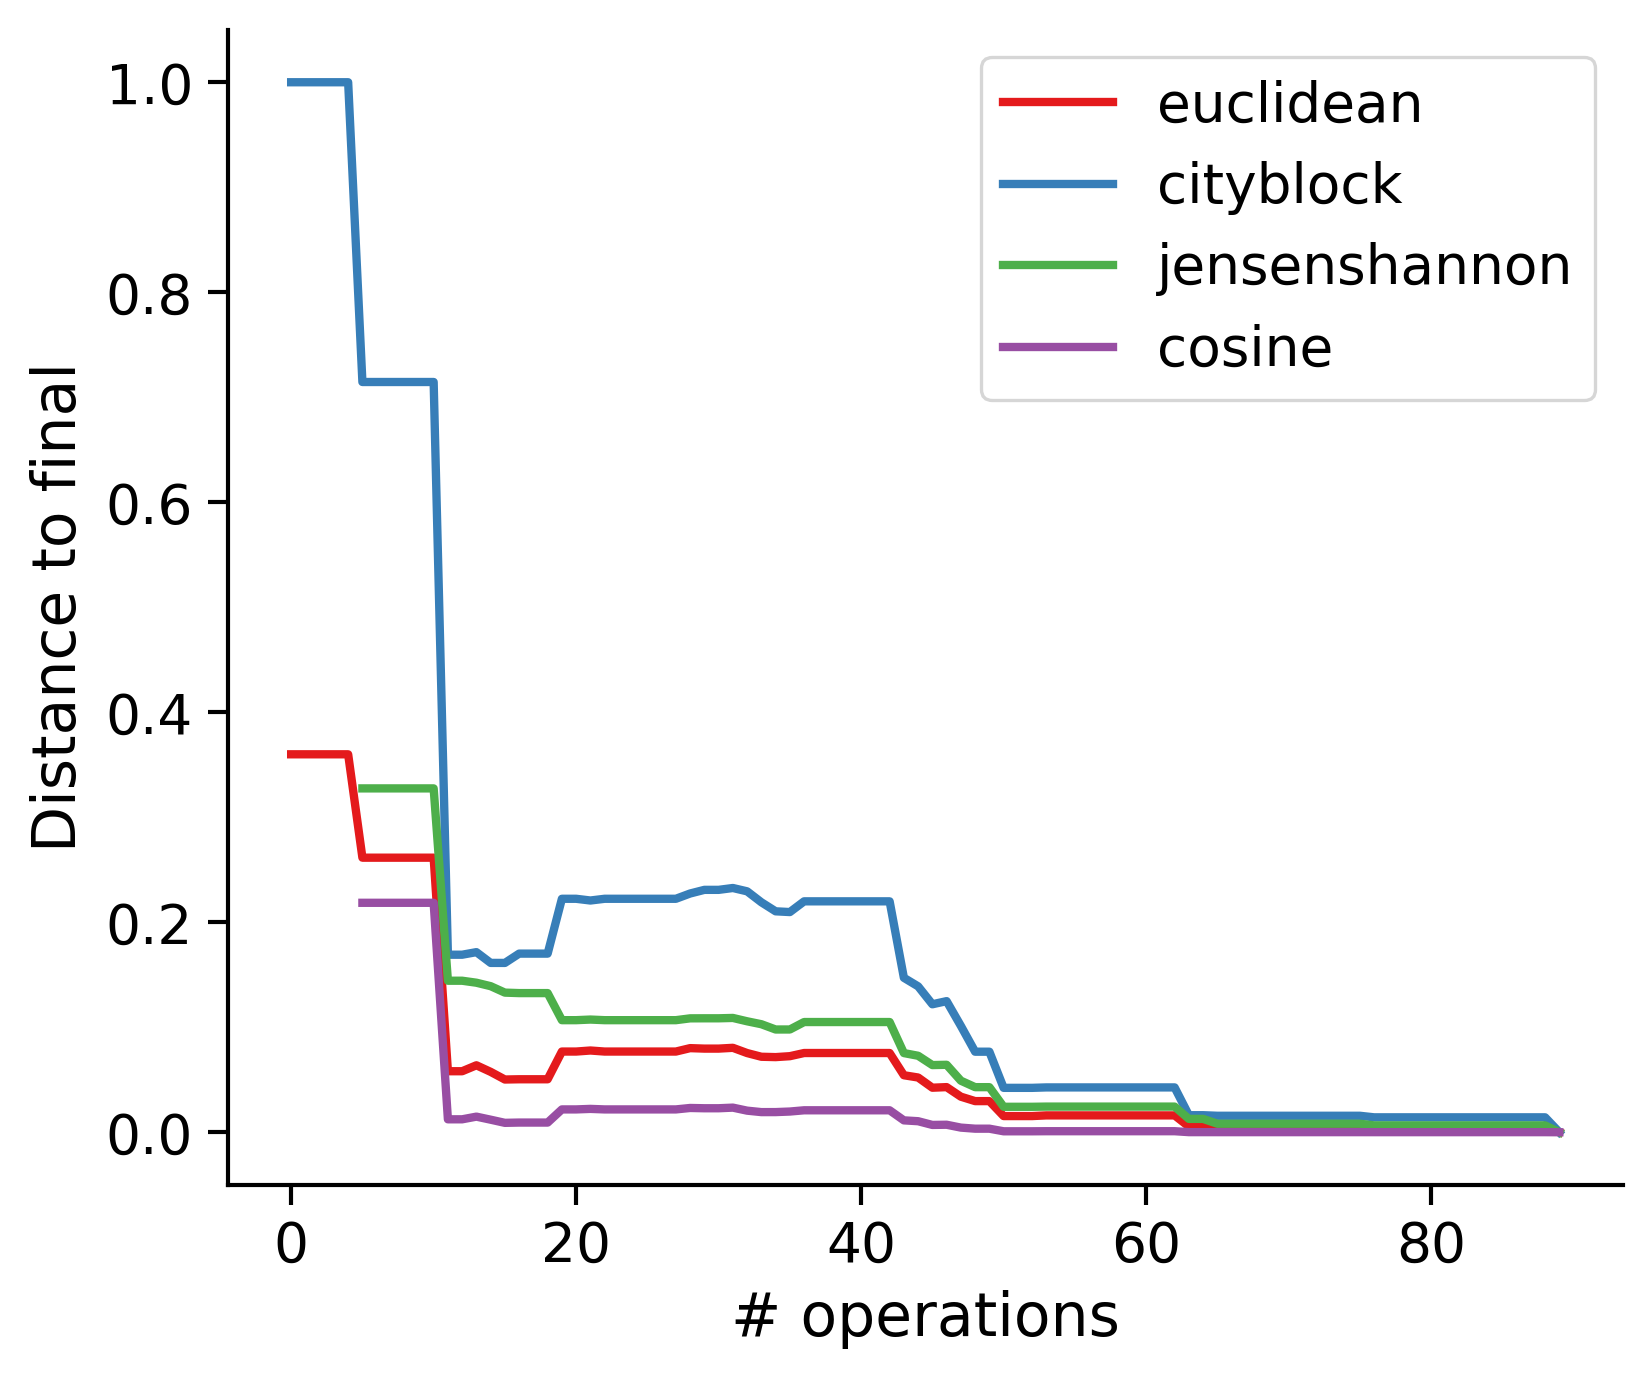 1.0
0.8
0.6
0.4
0.2
0.0
Distance to final
euclidean
cityblock
jensenshannon
cosine
0 20 40 60 80
# operations